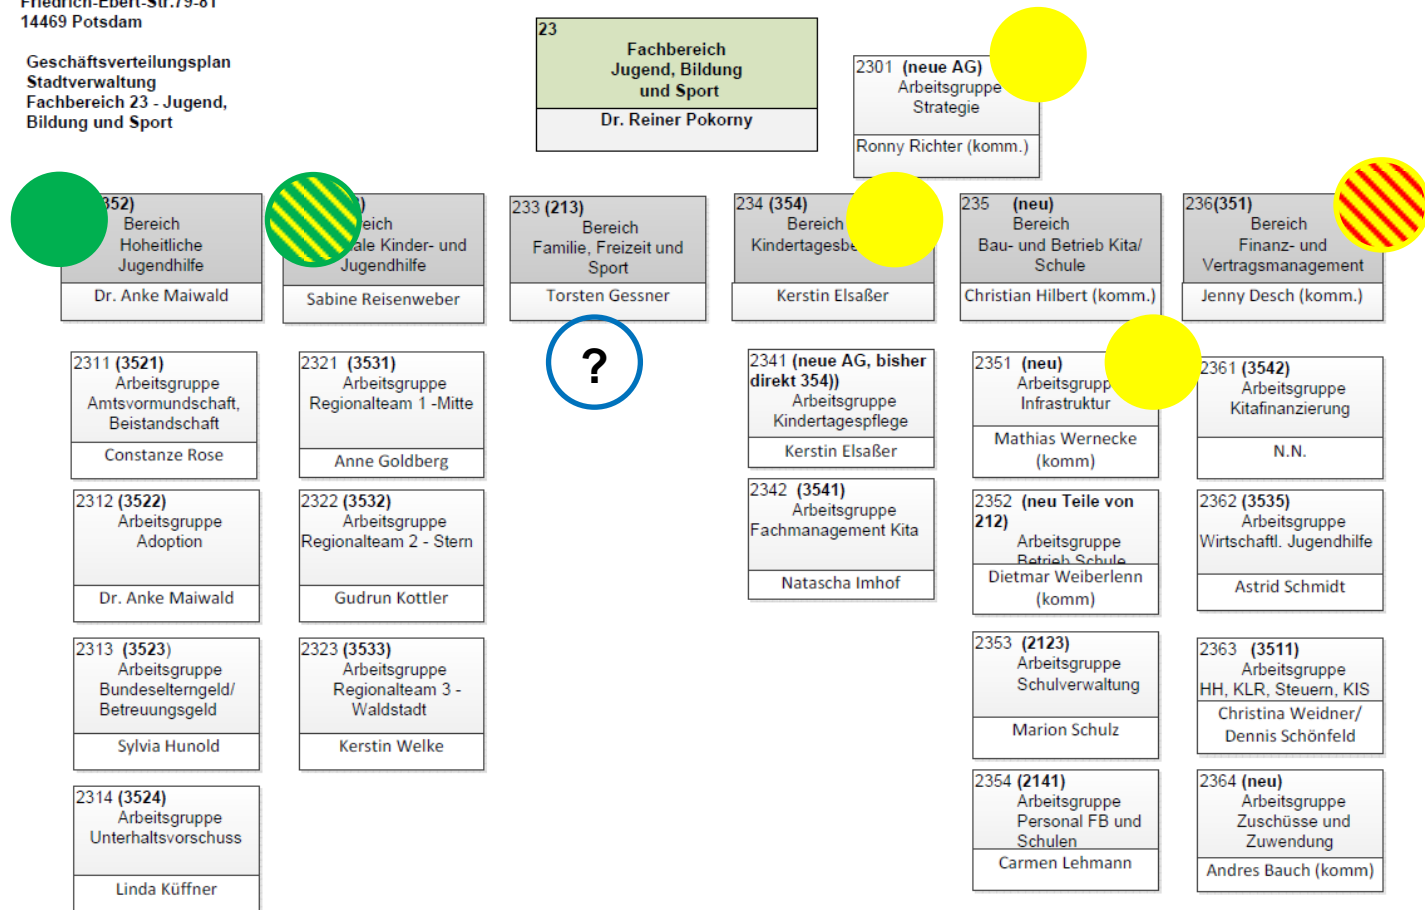 Friedrich-Ebert-Str.79-81
14469 Potsdam
Geschäftsverteilungsplan
Stadtverwaltung
Fachbereich 23 - Jugend,
Bildung und Sport
23
Fachbereich
Jugend, Bildung
und Sport
Dr. Reiner Pokorny
2301 (neue AG)
Arbeitsgruppe
Strategie
Ronny Richter (komm.)
352)
Bereich
Hoheitliche
Jugendhilfe
Dr. Anke Maiwald
Kinder- und
Jugendhilfe
Sabine Reisenweber
233 (213)
Bereich
Familie, Freizeit und
Sport
Torsten Gessner
?
234 (354)
Bereich
Kerstin Elsaßer
235 (neu)
Bereich
Bau- und Betrieb Kita/
Schule
Christian Hilbert (komm.)
236(351)
Bereich
Finanz- und
Vertragsmanagement
Jenny Desch (komm.)
2311 (3521)
Arbeitsgruppe
Amtsvormundschaft,
Beistandschaft
Constanze Rose
2312 (3522)
Arbeitsgruppe
Adoption
Dr. Anke Maiwald
2313 (3523)
Arbeitsgruppe
Bundeselterngeld/
Betreuungsgeld
Sylvia Hunold
2314 (3524)
Arbeitsgruppe
Unterhaltsvorschuss
Linda Küffner
2321 (3531)
Arbeitsgruppe
Regionalteam 1 -Mitte
Anne Goldberg
2322 (3532)
Arbeitsgruppe
Regionalteam 2 - Stern
Gudrun Kottler
2323 (3533)
Arbeitsgruppe
Regionalteam 3 -
Waldstadt
Kerstin Welke
2341 (neue AG, bisher
direkt 354))
Arbeitsgruppe
Kindertagespflege
Kerstin Elsaßer
2342 (3541)
Arbeitsgruppe
Fachmanagement Kita
Natascha Imhof
2351 (neu)
Arbeitsgruppe
Infrastruktur
Mathias Wernecke
(komm)
2352 (neu Teile von
212)
Arbeitsgruppe
Betrieb Schule
Dietmar Weiberlenn
(komm)
2353 (2123)
Arbeitsgruppe
Schulverwaltung
Marion Schulz
2354 (2141)
Arbeitsgruppe
Personal FB und
Schulen
Carmen Lehmann
2361 (3542)
Arbeitsgruppe
Kitafinanzierung
N.N.
2362 (3535)
Arbeitsgruppe
Wirtschaftl. Jugendhilfe
Astrid Schmidt
2363 (3511)
Arbeitsgruppe
HH, KLR, Steuern, KIS
Christina Weidner/
Dennis Schönfeld
2364 (neu)
Arbeitsgruppe
Zuschüsse und
Zuwendung
Andres Bauch (komm)